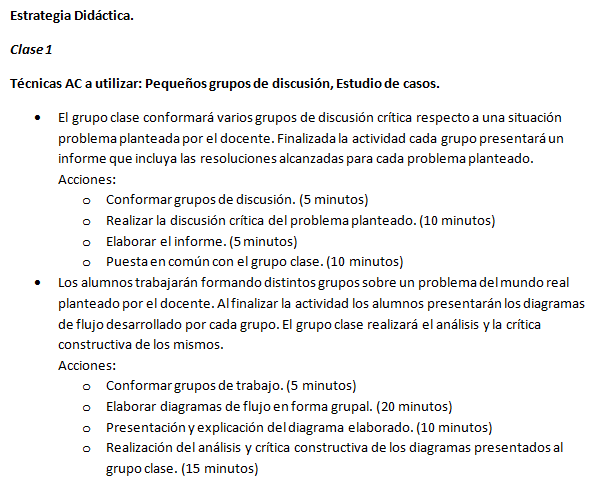 Estrategia Didáctica.
Clase 1
Técnicas AC a utilizar: Pequeños grupos de discusión, Estudio de casos.
• El grupo clase conformará varios grupos de discusión crítica respecto a una situación
problema planteada por el docente. Finalizada la actividad cada grupo presentará un
informe que incluya las resoluciones alcanzadas para cada problema planteado.
Acciones:
o Conformar grupos de discusión. (5 minutos)
o Realizar la discusión crítica del problema planteado. (10 minutos)
o Elaborar el informe. (5 minutos)
o Puesta en común con el grupo clase. (10 minutos)
• Los alumnos trabajarán formando distintos grupos sobre un problema del mundo real
planteado por el docente. Al finalizar la actividad los alumnos presentarán los diagramas
de flujo desarrollado por cada grupo. El grupo clase realizará el análisis y la crítica
constructiva de los mismos.
Acciones:
o Conformar grupos de trabajo. (5 minutos)
o Elaborar diagramas de flujo en forma grupal. (20 minutos)
o Presentación y explicación del diagrama elaborado. (10 minutos)
o Realización del análisis y crítica constructiva de los diagramas presentados al
grupo clase. (15 minutos)